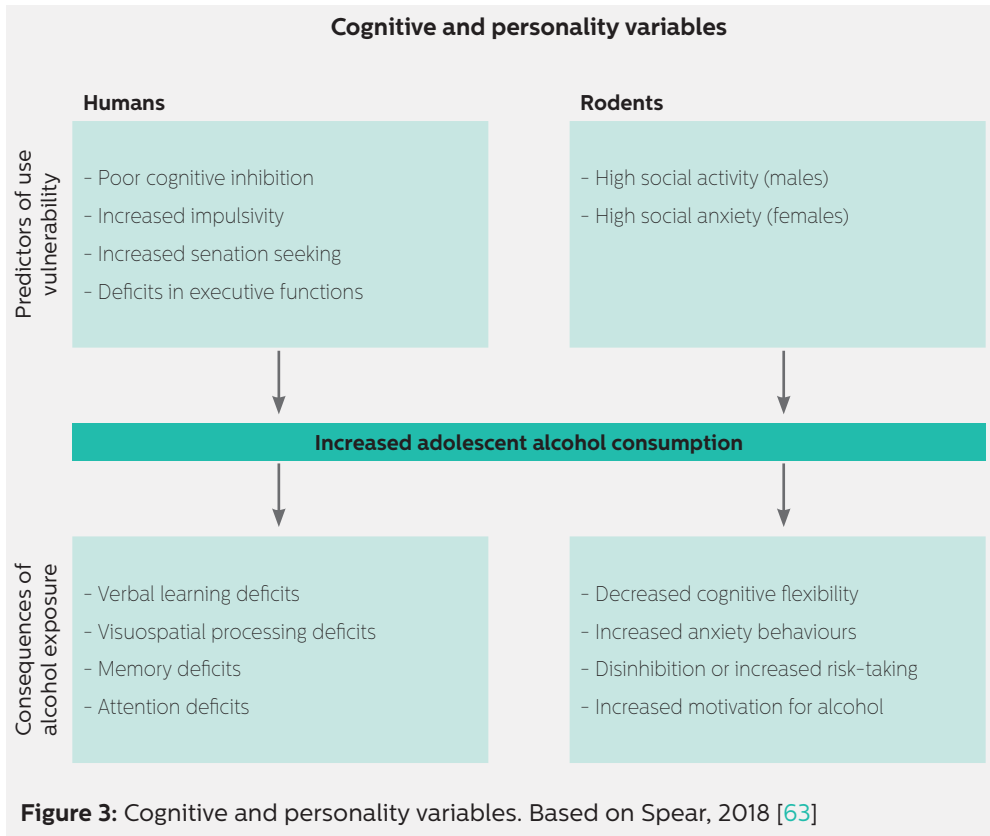 Cognitive and personality variables
Humans
Rodents
Predictors of use
vulnerability
- Poor cognitive inhibition
- Increased impulsivity
- Increased senation seeking
- Deficits in executive functions
- High social activity (males)
- High social anxiety (females)
Increased adolescent alcohol consumption
Consequences of
alcohol exposure
- Verbal learning deficits
- Visuospatial processing deficits
- Memory deficits
- Attention deficits
- Decreased cognitive flexibility
- Increased anxiety behaviours
- Disinhibition or increased risk-taking
- Increased motivation for alcohol
Figure 3: Cognitive and personality variables. Based on Spear, 2018 [63]